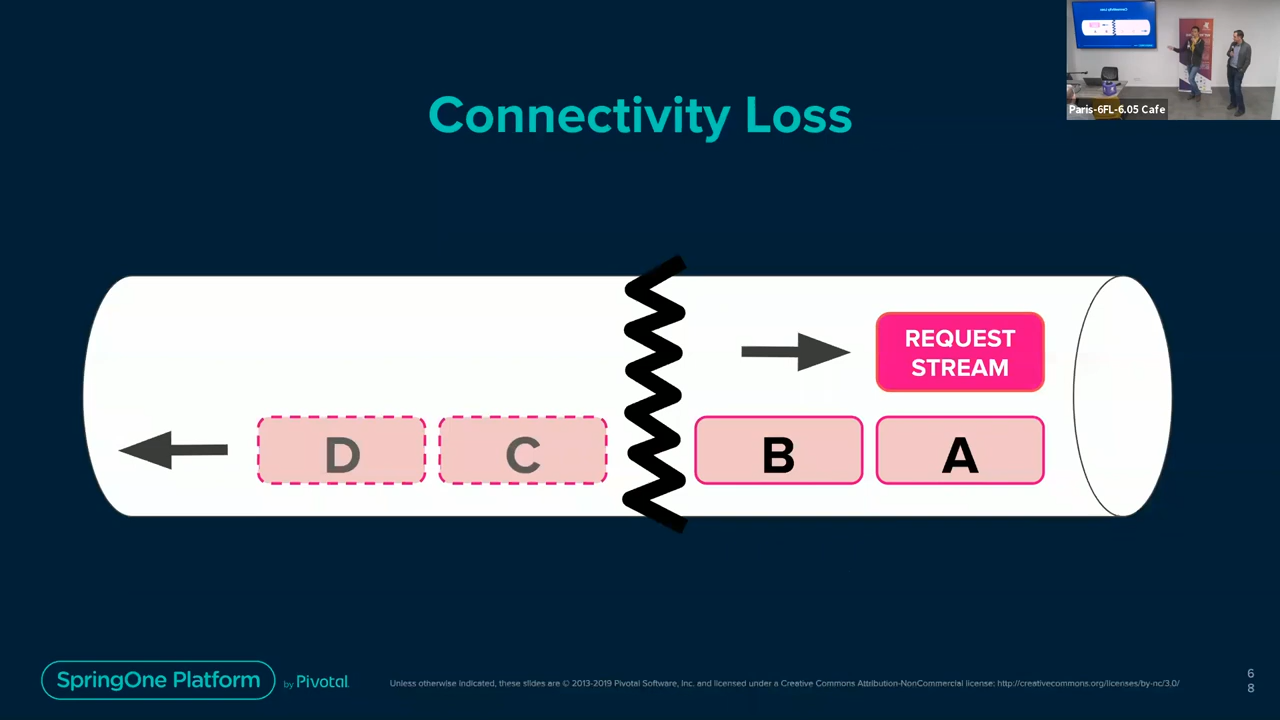 Connectivity Loss
Paris-6FL-6.05 Cafe
REQUEST
STREAM
D
C
B
A
SpringOne Platform
by Pivotal
Unless otherwise indicated, these slides are © 2013-2019 Pivotal Software, Inc. and licensed under a Creative Commons Attribution-NonCommercial license: http://creativecommons.org/licenses/by-nc/3.0/
6
8